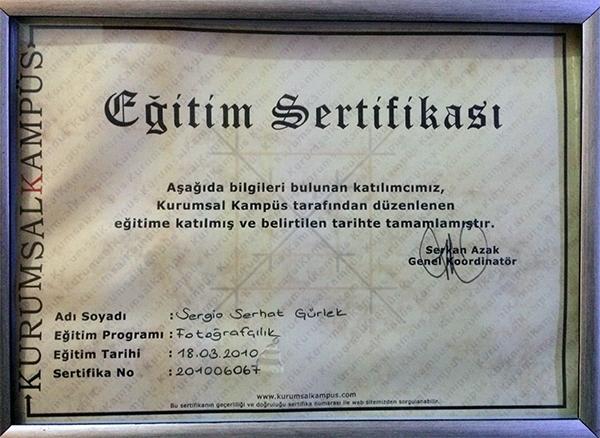 KURUMSALKAMPÜS
Eğitim Sertifikası
Aşağıda bilgileri bulunan katılımcımız,
Kurumsal Kampüs tarafından düzenlenen
eğitime katılmış ve belirtilen tarihte tamamlamıştır.
Serkan Azak
Genel Koordinatör
Adı Soyadı : Sergio Serhat Gürlek
Eğitim Programı : Fotoğrafçılık
Eğitim Tarihi : 18.03.2010
Sertifika No : 201006067
www.kurumsalkampus.com
Bu sertifikanın geçerliliği ve doğruluğu sertifika numarası ile web sitemizden sorgulanabilir.